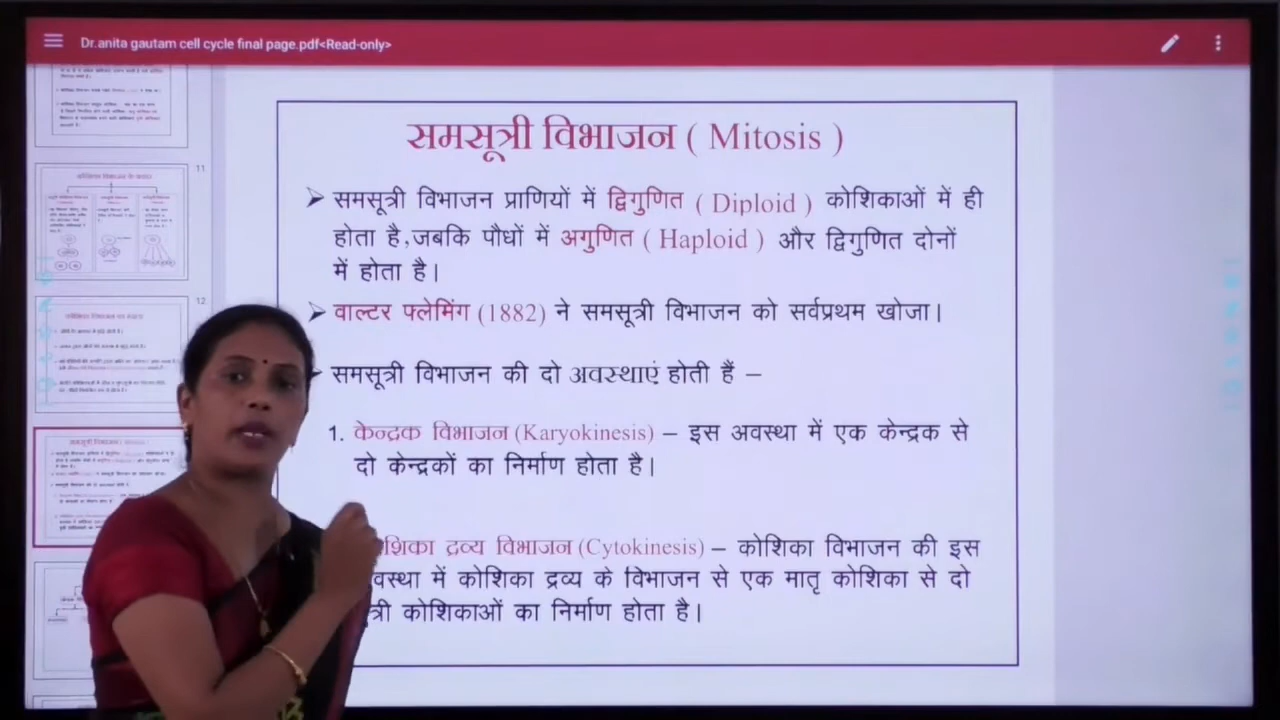 Dr.anita gautam cell cycle final page.pdf<Read-only>
11
12
समसूत्री विभाजन ( Mitosis )
➢ समसूत्री विभाजन प्राणियों में द्विगुणित ( Diploid ) कोशिकाओं में ही
होता है ,जबकि पौधों में अगुणित ( Haploid ) और द्विगुणित दोनों
में होता है।
➢ वाल्टर फ्लेमिंग (1882) ने समसूत्री विभाजन को सर्वप्रथम खोजा।
समसूत्री विभाजन की दो अवस्थाएं होती हैं –
1. केन्द्रक विभाजन (Karyokinesis) – इस अवस्था में एक केन्द्रक से
दो केन्द्रकों का निर्माण होता है।
द्रव्य विभाजन (Cytokinesis) – कोशिका विभाजन की इस
में कोशिका द्रव्य के विभाजन से एक मातृ कोशिका से दो
कोशिकाओं का निर्माण होता है।